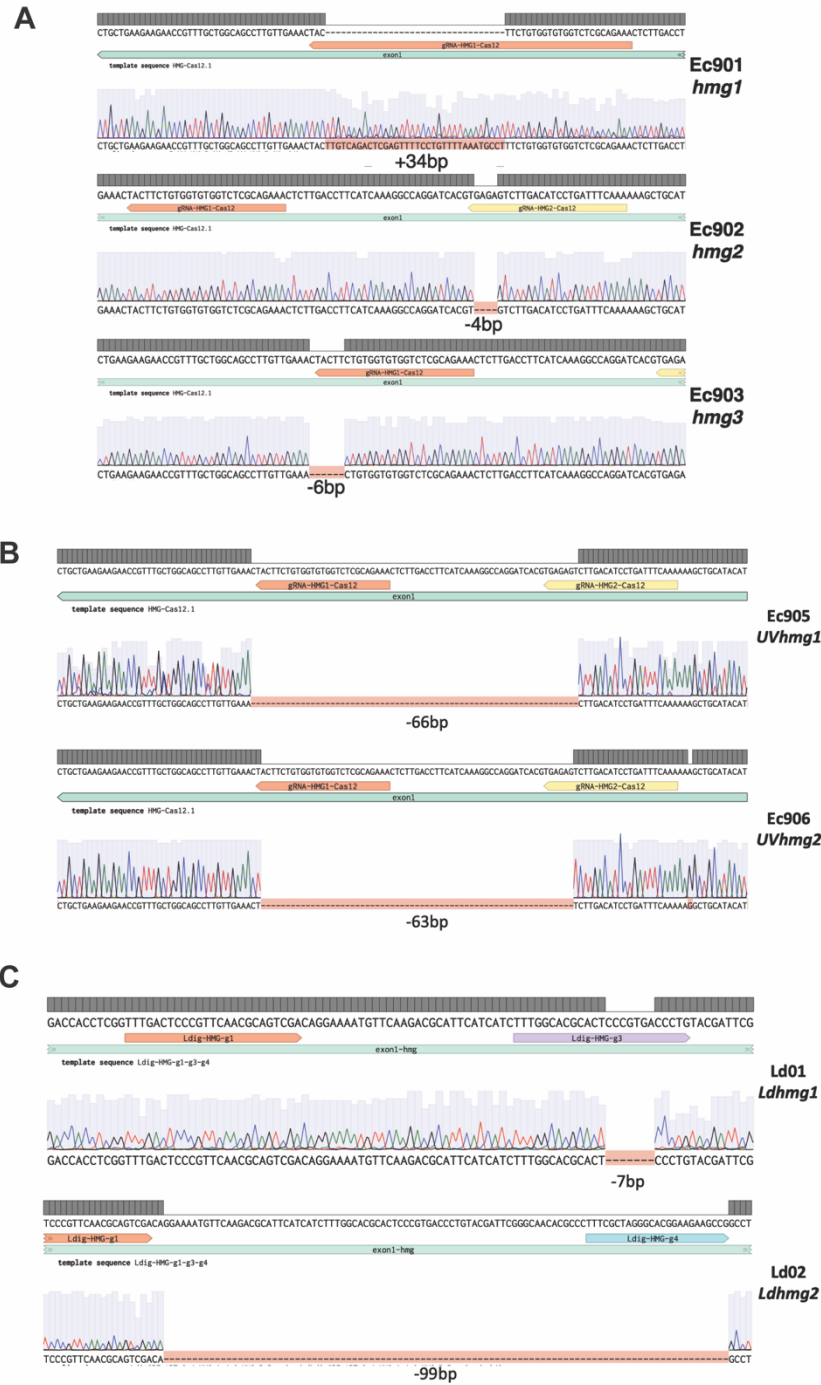 A
CTGCTGAAGAAGAACCGTTTGCTGGCAGCCTTGTTGAAACTAC-------------------------------TTCTGTGGTGTGGTCTCGCAGAAACTCTTGACCT
gRNA-HMG1-Cas12
exon1
template sequence HMG-Cas12.1
Ec901
hmg1
CTGCTGAAGAAGAACCGTTTGCTGGCAGCCTTGTTGAAACTACTTGTCAGACTCGAGTTTTCCTGTTTTAAATGCCTTTCTGTGGTGTGGTCTCGCAGAAACTCTTGACCT
+34bp
GAAACTACTTCTGTGGTGTGGTCTCGCAGAAACTCTTGACCTTCATCAAAGGCCAGGATCACGTGAGAGTCTTGACATCCTGATTTCAAAAAAGCTGCAT
gRNA-HMG1-Cas12
gRNA-HMG2-Cas12
exon1
template sequence HMG-Cas12.1
Ec902
hmg2
GAAACTACTTCTGTGGTGTGGTCTCGCAGAAACTCTTGACCTTCATCAAAGGCCAGGATCACGT----GTCTTGACATCCTGATTTCAAAAAAGCTGCAT
-4bp
CTGAAGAAGAACCGTTTGCTGGCAGCCTTGTTGAAACTACTTCTGTGGTGTGGTCTCGCAGAAACTCTTGACCTTCATCAAAGGCCAGGATCACGTGAGA
gRNA-HMG1-Cas12
exon1
template sequence HMG-Cas12.1
Ec903
hmg3
CTGAAGAAGAACCGTTTGCTGGCAGCCTTGTTGAAA------CTGTGGTGTGGTCTCGCAGAAACTCTTGACCTTCATCAAAGGCCAGGATCACGTGAGA
-6bp
B
CTGCTGAAGAAGAACCGTTTGCTGGCAGCCTTGTTGAAACTACTTCTGTGGTGTGGTCTCGCAGAAACTCTTGACCTTCATCAAAGGCCAGGATCACGTGAGAGTCTTGACATCCTGATTTCAAAAAAGCTGCATACAT
gRNA-HMG1-Cas12
gRNA-HMG2-Cas12
exon1
template sequence HMG-Cas12.1
Ec905
UVhmg1
CTGCTGAAGAAGAACCGTTTGCTGGCAGCCTTGTTGAAA------------------------------------------------------------------CTTGACATCCTGATTTCAAAAAAGCTGCATACAT
-66bp
CTGCTGAAGAAGAACCGTTTGCTGGCAGCCTTGTTGAAACTACTTCTGTGGTGTGGTCTCGCAGAAACTCTTGACCTTCATCAAAGGCCAGGATCACGTGAGAGTCTTGACATCCTGATTTCAAAAAAGCTGCATACAT
gRNA-HMG1-Cas12
gRNA-HMG2-Cas12
exon1
template sequence HMG-Cas12.1
Ec906
UVhmg2
CTGCTGAAGAAGAACCGTTTGCTGGCAGCCTTGTTGAAACT---------------------------------------------------------------TCTTGACATCCTGATTTCAAAAAGGCTGCATACAT
-63bp
C
GACCACCTCGGTTTGACTCCCGTTCAACGCAGTCGACAGGAAAATGTTCAAGACGCATTCATCATCTTTGGCACGCACTCCCGTGACCCTGTACGATTCG
Ldig-HMG-g1
Ldig-HMG-g3
exon1-hmg
template sequence Ldig-HMG-g1-g3-g4
Ld01
Ldhmg1
GACCACCTCGGTTTGACTCCCGTTCAACGCAGTCGACAGGAAAATGTTCAAGACGCATTCATCATCTTTGGCACGCACT-------CCCTGTACGATTCG
-7bp
TCCCGTTCAACGCAGTCGACAGGAAAATGTTCAAGACGCATTCATCATCTTTGGCACGCACTCCCGTGACCCTGTACGATTCGGGCAACACGCCCTTTCGCTAGGGCACGGAAGAAGCCGGCCT
Ldig-HMG-g1
Ldig-HMG-g4
exon1-hmg
template sequence Ldig-HMG-g1-g3-g4
Ld02
Ldhmg2
TCCCGTTCAACGCAGTCGACA---------------------------------------------------------------------------------------------------GCCT
-99bp